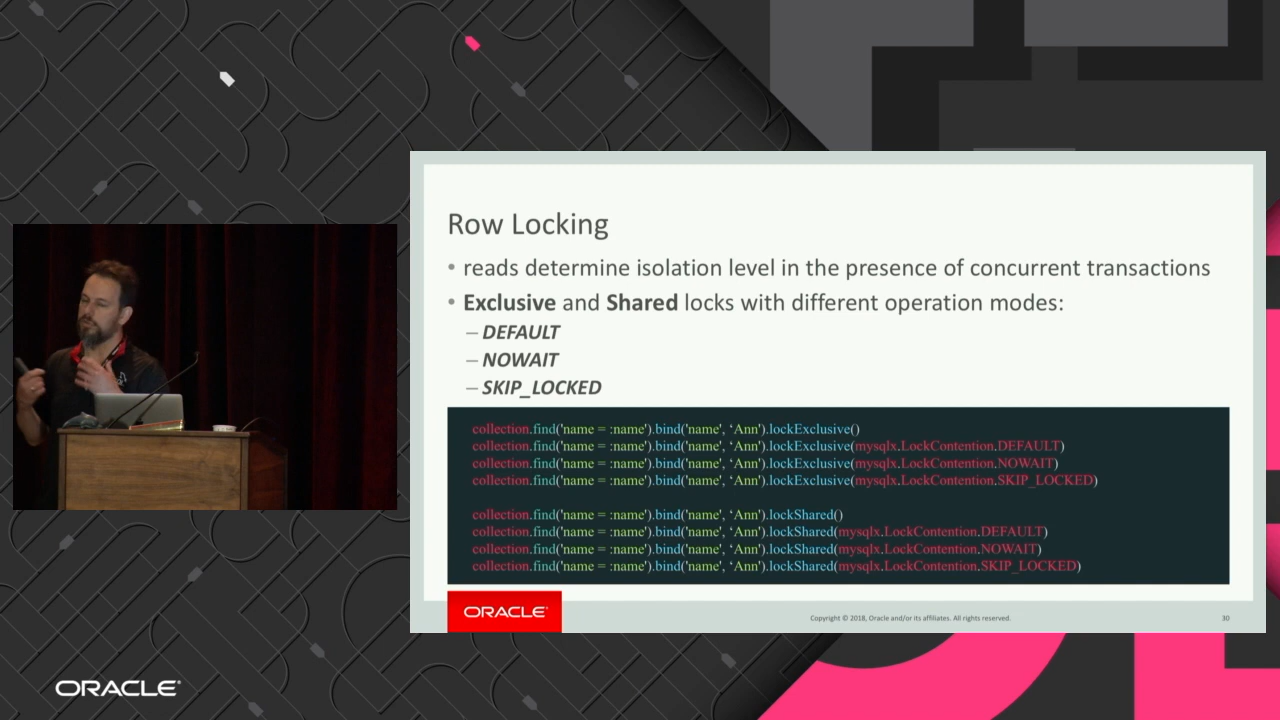 Row Locking
• reads determine isolation level in the presence of concurrent transactions
• Exclusive and Shared locks with different operation modes:
– DEFAULT
– NOWAIT
– SKIP_LOCKED
collection.find('name = :name').bind('name', ‘Ann').lockExclusive()
collection.find('name = :name').bind('name', ‘Ann').lockExclusive(mysqlx.LockContention.DEFAULT)
collection.find('name = :name').bind('name', ‘Ann').lockExclusive(mysqlx.LockContention.NOWAIT)
collection.find('name = :name').bind('name', ‘Ann').lockExclusive(mysqlx.LockContention.SKIP_LOCKED)
collection.find('name = :name').bind('name', ‘Ann').lockShared()
collection.find('name = :name').bind('name', ‘Ann').lockShared(mysqlx.LockContention.DEFAULT)
collection.find('name = :name').bind('name', ‘Ann').lockShared(mysqlx.LockContention.NOWAIT)
collection.find('name = :name').bind('name', ‘Ann').lockShared(mysqlx.LockContention.SKIP_LOCKED)
ORACLE®
Copyright © 2018, Oracle and/or its affiliates. All rights reserved.
30
ORACLE®